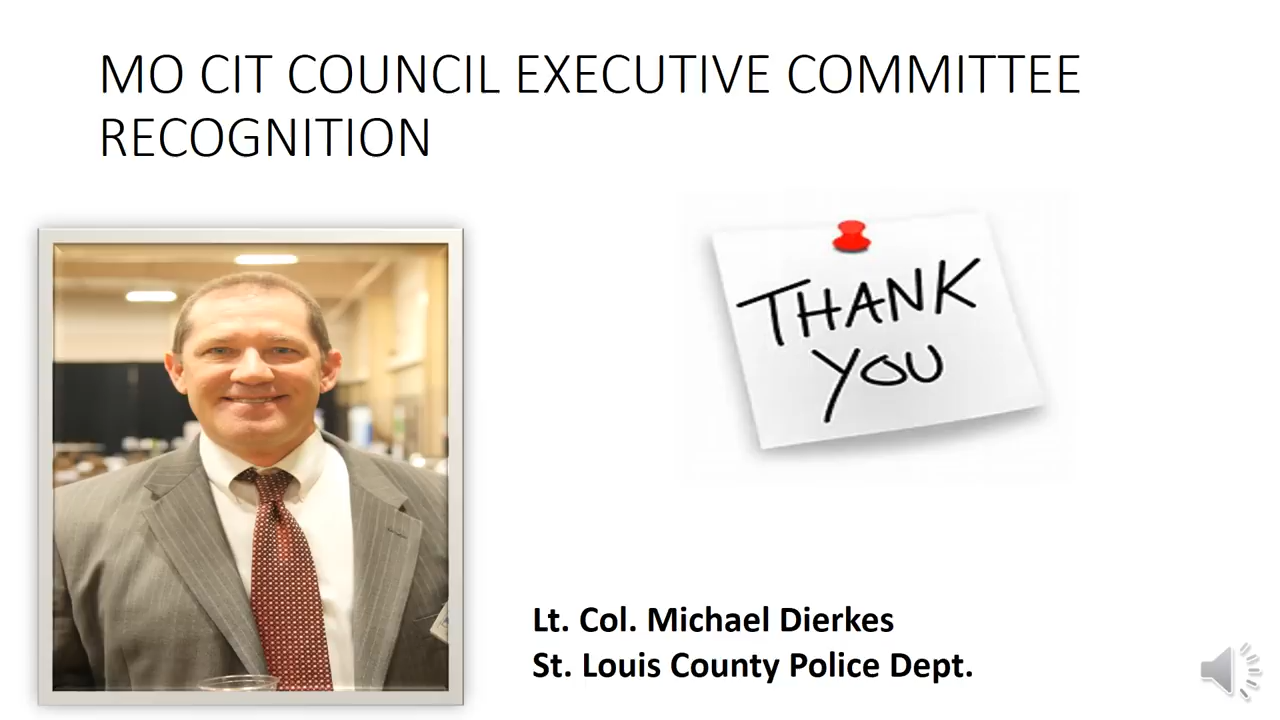 MO CIT COUNCIL EXECUTIVE COMMITTEE
RECOGNITION
THANK
YOU
Lt. Col. Michael Dierkes
St. Louis County Police Dept.